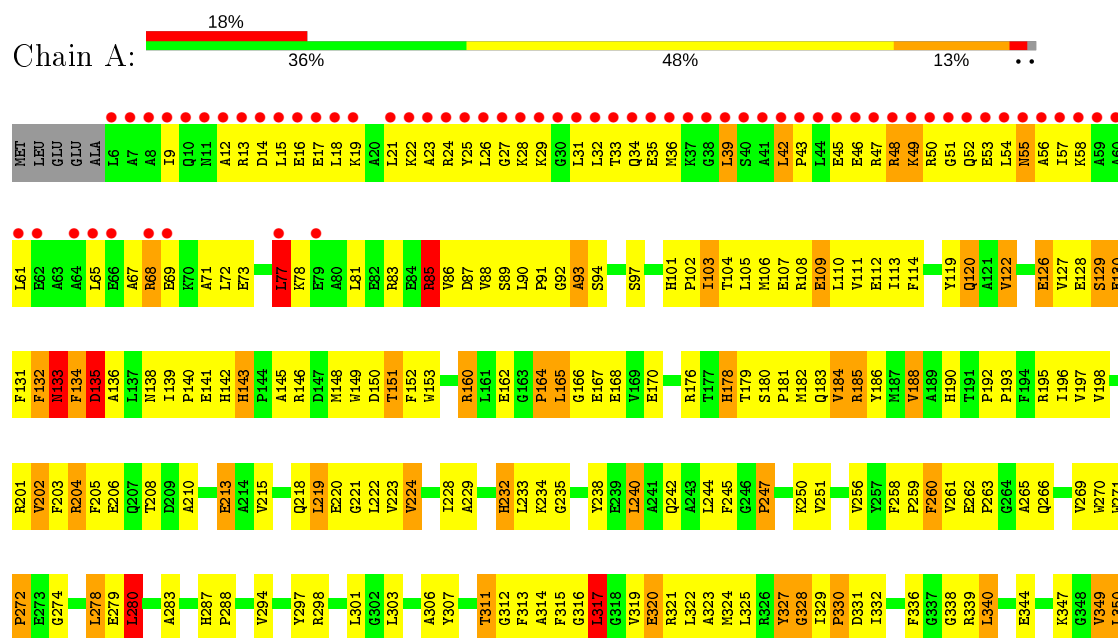 18%
Chain A:
36% 48% 13% • •
MET LEU GLU GLU ALA L6 A7 A8 I9 Q10 N11 A12 R13 D14 L15 E16 E17 L18 K19 A20 L21 K22 A23 R24 Y25 L26 G27 K28 K29 G30 L31 L32 T33 Q34 E35 M36 K37 G38 L39 S40 A41 L42 P43 L44 E45 E46 R47 R48 K49 R50 G51 Q52 E53 L54 N55 A56 I57 K58 A59 A60
L61 E62 A63 A64 L65 E66 A67 R68 E69 K70 A71 L72 E73 L77 K78 E79 A80 L81 E82 R83 E84 R85 V86 D87 V88 S89 L90 P91 G92 A93 S94 S97 H101 P102 I103 T104 L105 M106 E107 R108 E109 L110 V111 E112 I113 F114 Y119 Q120 A121 V122 E126 V127 E128 S129 E130
F131 F132 N133 F134 D135 A136 L137 N138 I139 P140 E141 H142 H143 P144 A145 R146 D147 M148 W149 D150 T151 F152 W153 R160 L161 E162 G163 P164 L165 G166 E167 E168 V169 E170 R176 T177 H178 T179 S180 P181 M182 Q183 V184 R185 Y186 M187 V188 A189 H190 T191 P192 P193 F194 R195 I196 V197 V198
R201 V202 F203 R204 F205 E206 Q207 T208 D209 A210 E213 A214 V215 Q218 L219 E220 G221 L222 V223 V224 I228 A229 H232 L233 K234 G235 Y238 E239 L240 A241 Q242 A243 L244 F245 G246 P247 K250 V251 V256 Y257 F258 P259 F260 V261 E262 P263 G264 A265 Q266 V269 W270 W271
P272 E273 G274 L278 E279 L280 A283 H287 P288 V294 Y297 R298 L301 G302 L303 A306 Y307 T311 G312 F313 A314 F315 G316 L317 G318 V319 E320 R321 L322 A323 M324 L325 R326 Y327 G328 I329 P330 D331 I332 F336 G337 G338 R339 L340 E344 K347 G348 V349 L350